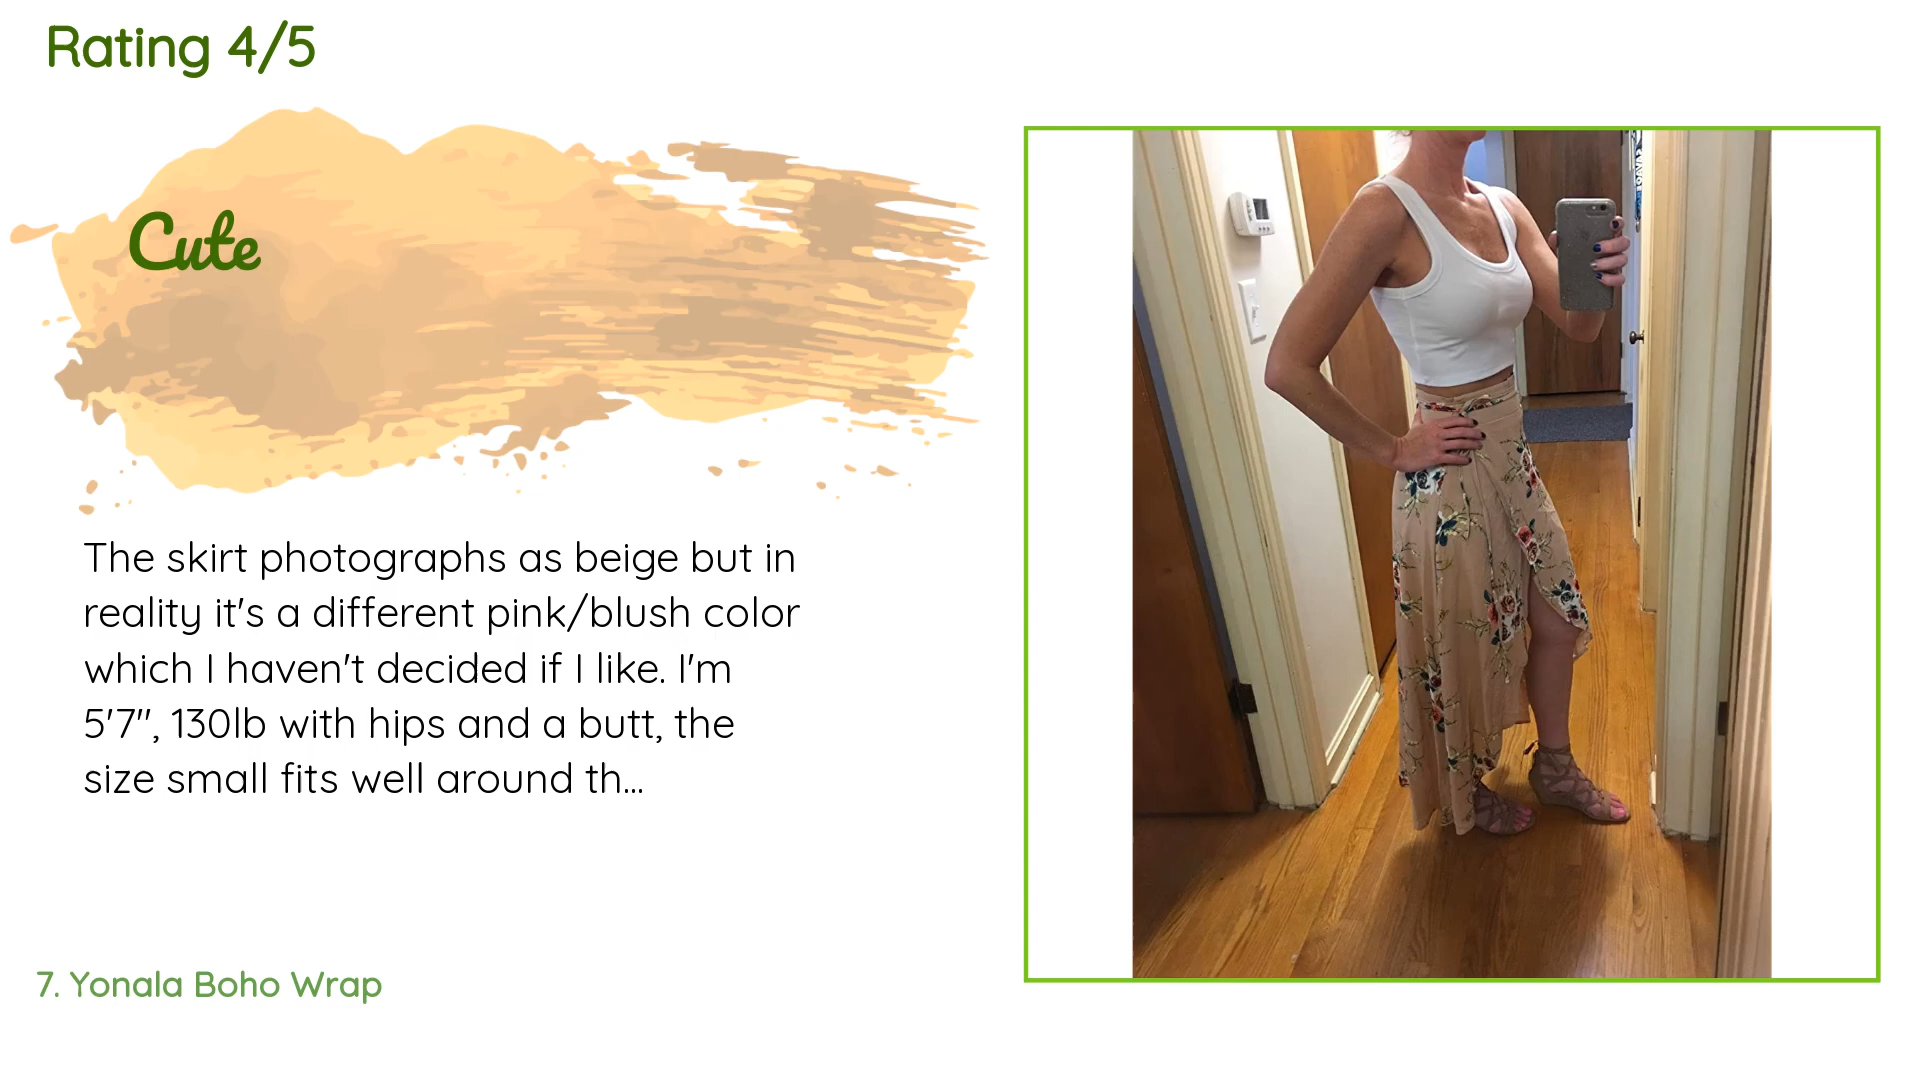 Rating 4/5
Cute
The skirt photographs as beige but in
reality it's a different pink/blush color
which I haven't decided if I like. I'm
5'7", 130lb with hips and a butt, the
size small fits well around th...
7. Yonala Boho Wrap